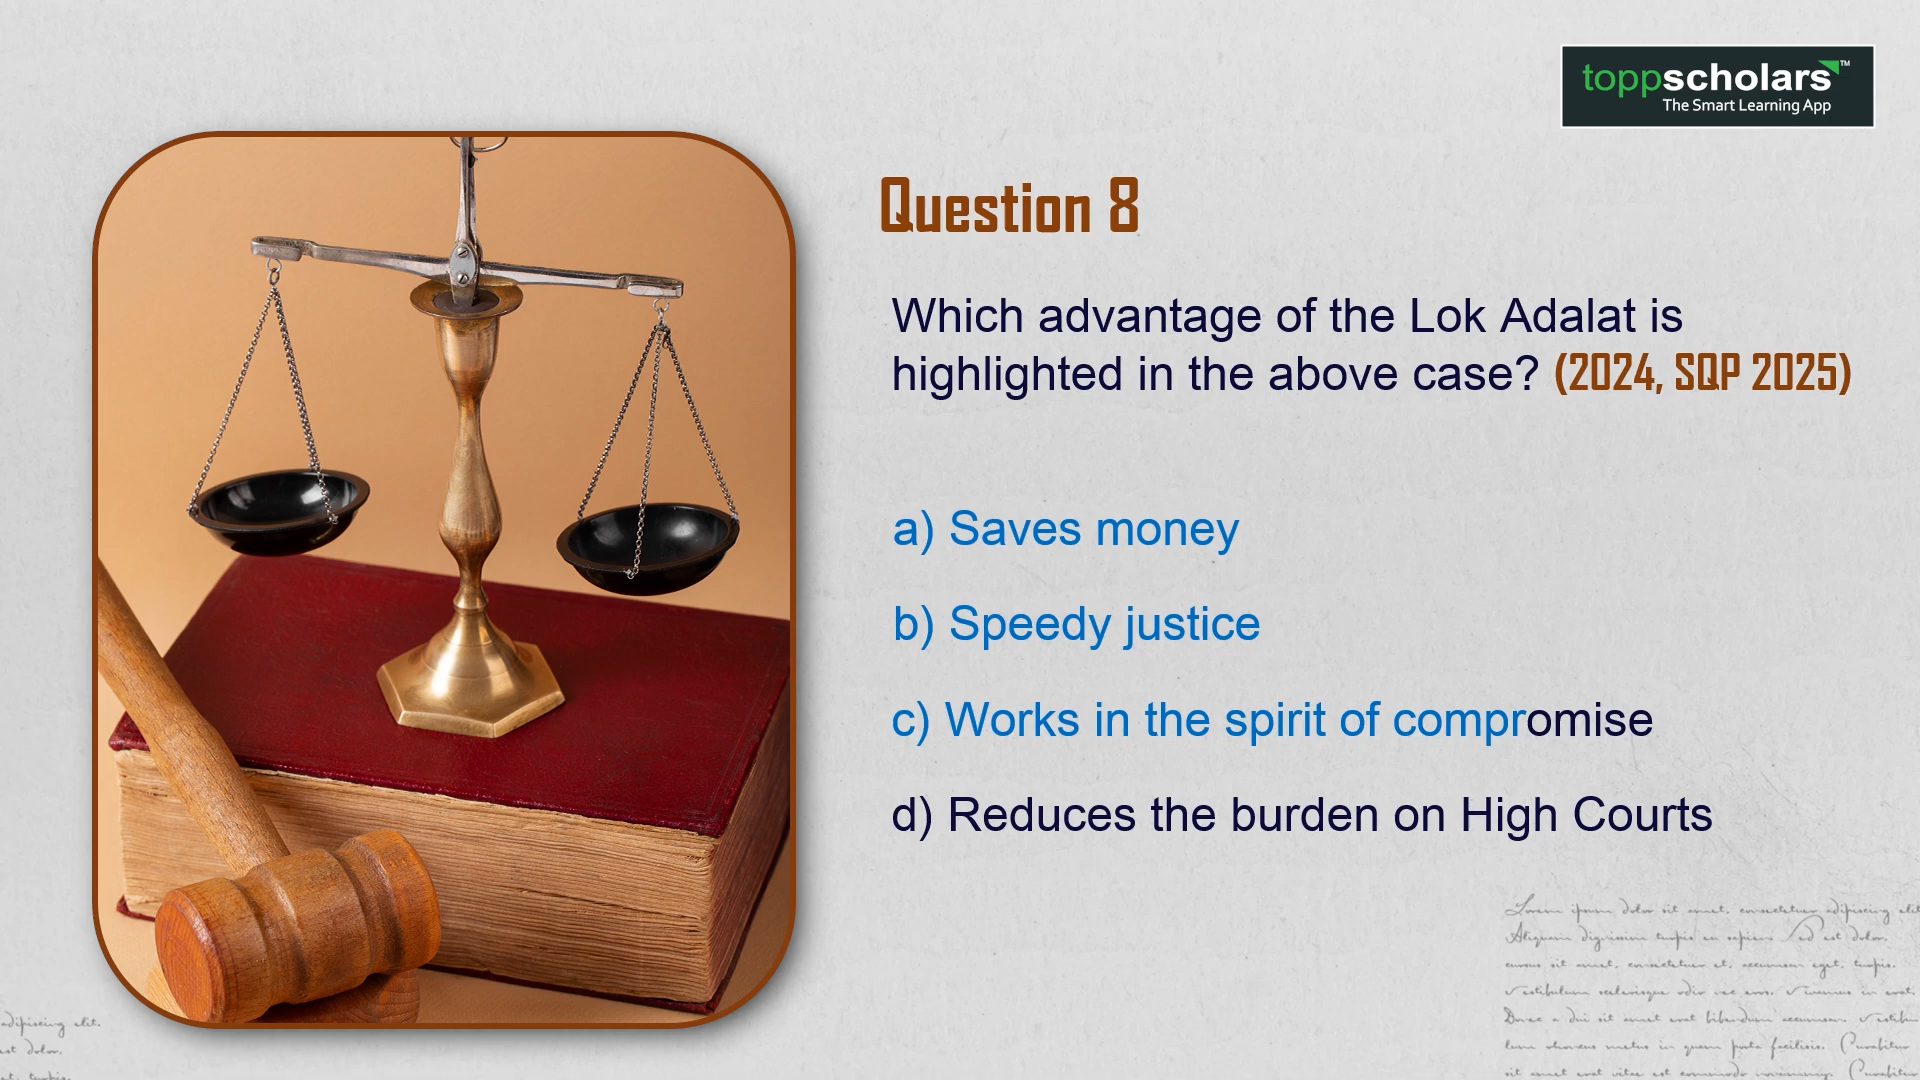 toppscholars™
The Smart Learning App
Question 8
Which advantage of the Lok Adalat is
highlighted in the above case? (2024, SQP 2025)
a) Saves money
b) Speedy justice
c) Works in the spirit of compromise
d) Reduces the burden on High Courts